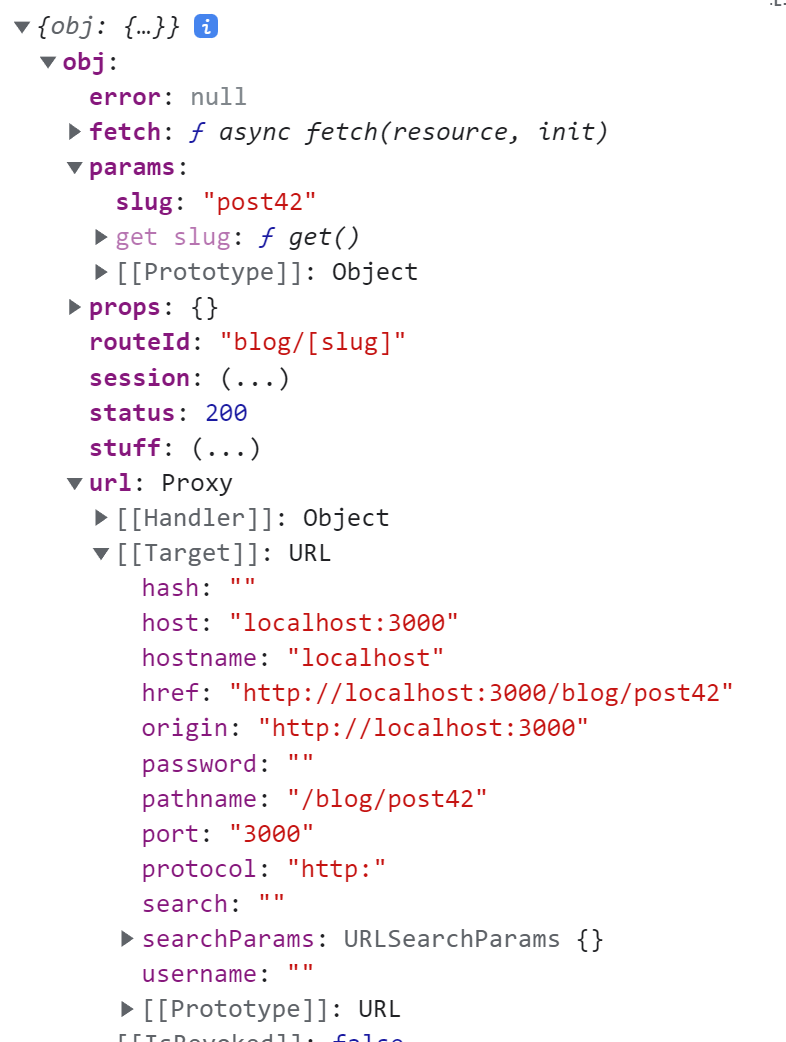 {obj: {…}} i
obj:
error: null
fetch: ƒ async fetch(resource, init)
params:
slug: "post42"
get slug: ƒ get()
[[Prototype]]: Object
props: {}
routeId: "blog/[slug]"
session: (...)
status: 200
stuff: (...)
url: Proxy
[[Handler]]: Object
[[Target]]: URL
hash: ""
host: "localhost:3000"
hostname: "localhost"
href: "http://localhost:3000/blog/post42"
origin: "http://localhost:3000"
password: ""
pathname: "/blog/post42"
port: "3000"
protocol: "http:"
search: ""
searchParams: URLSearchParams {}
username: ""
[[Prototype]]: URL
[[IsRevoked]]: false